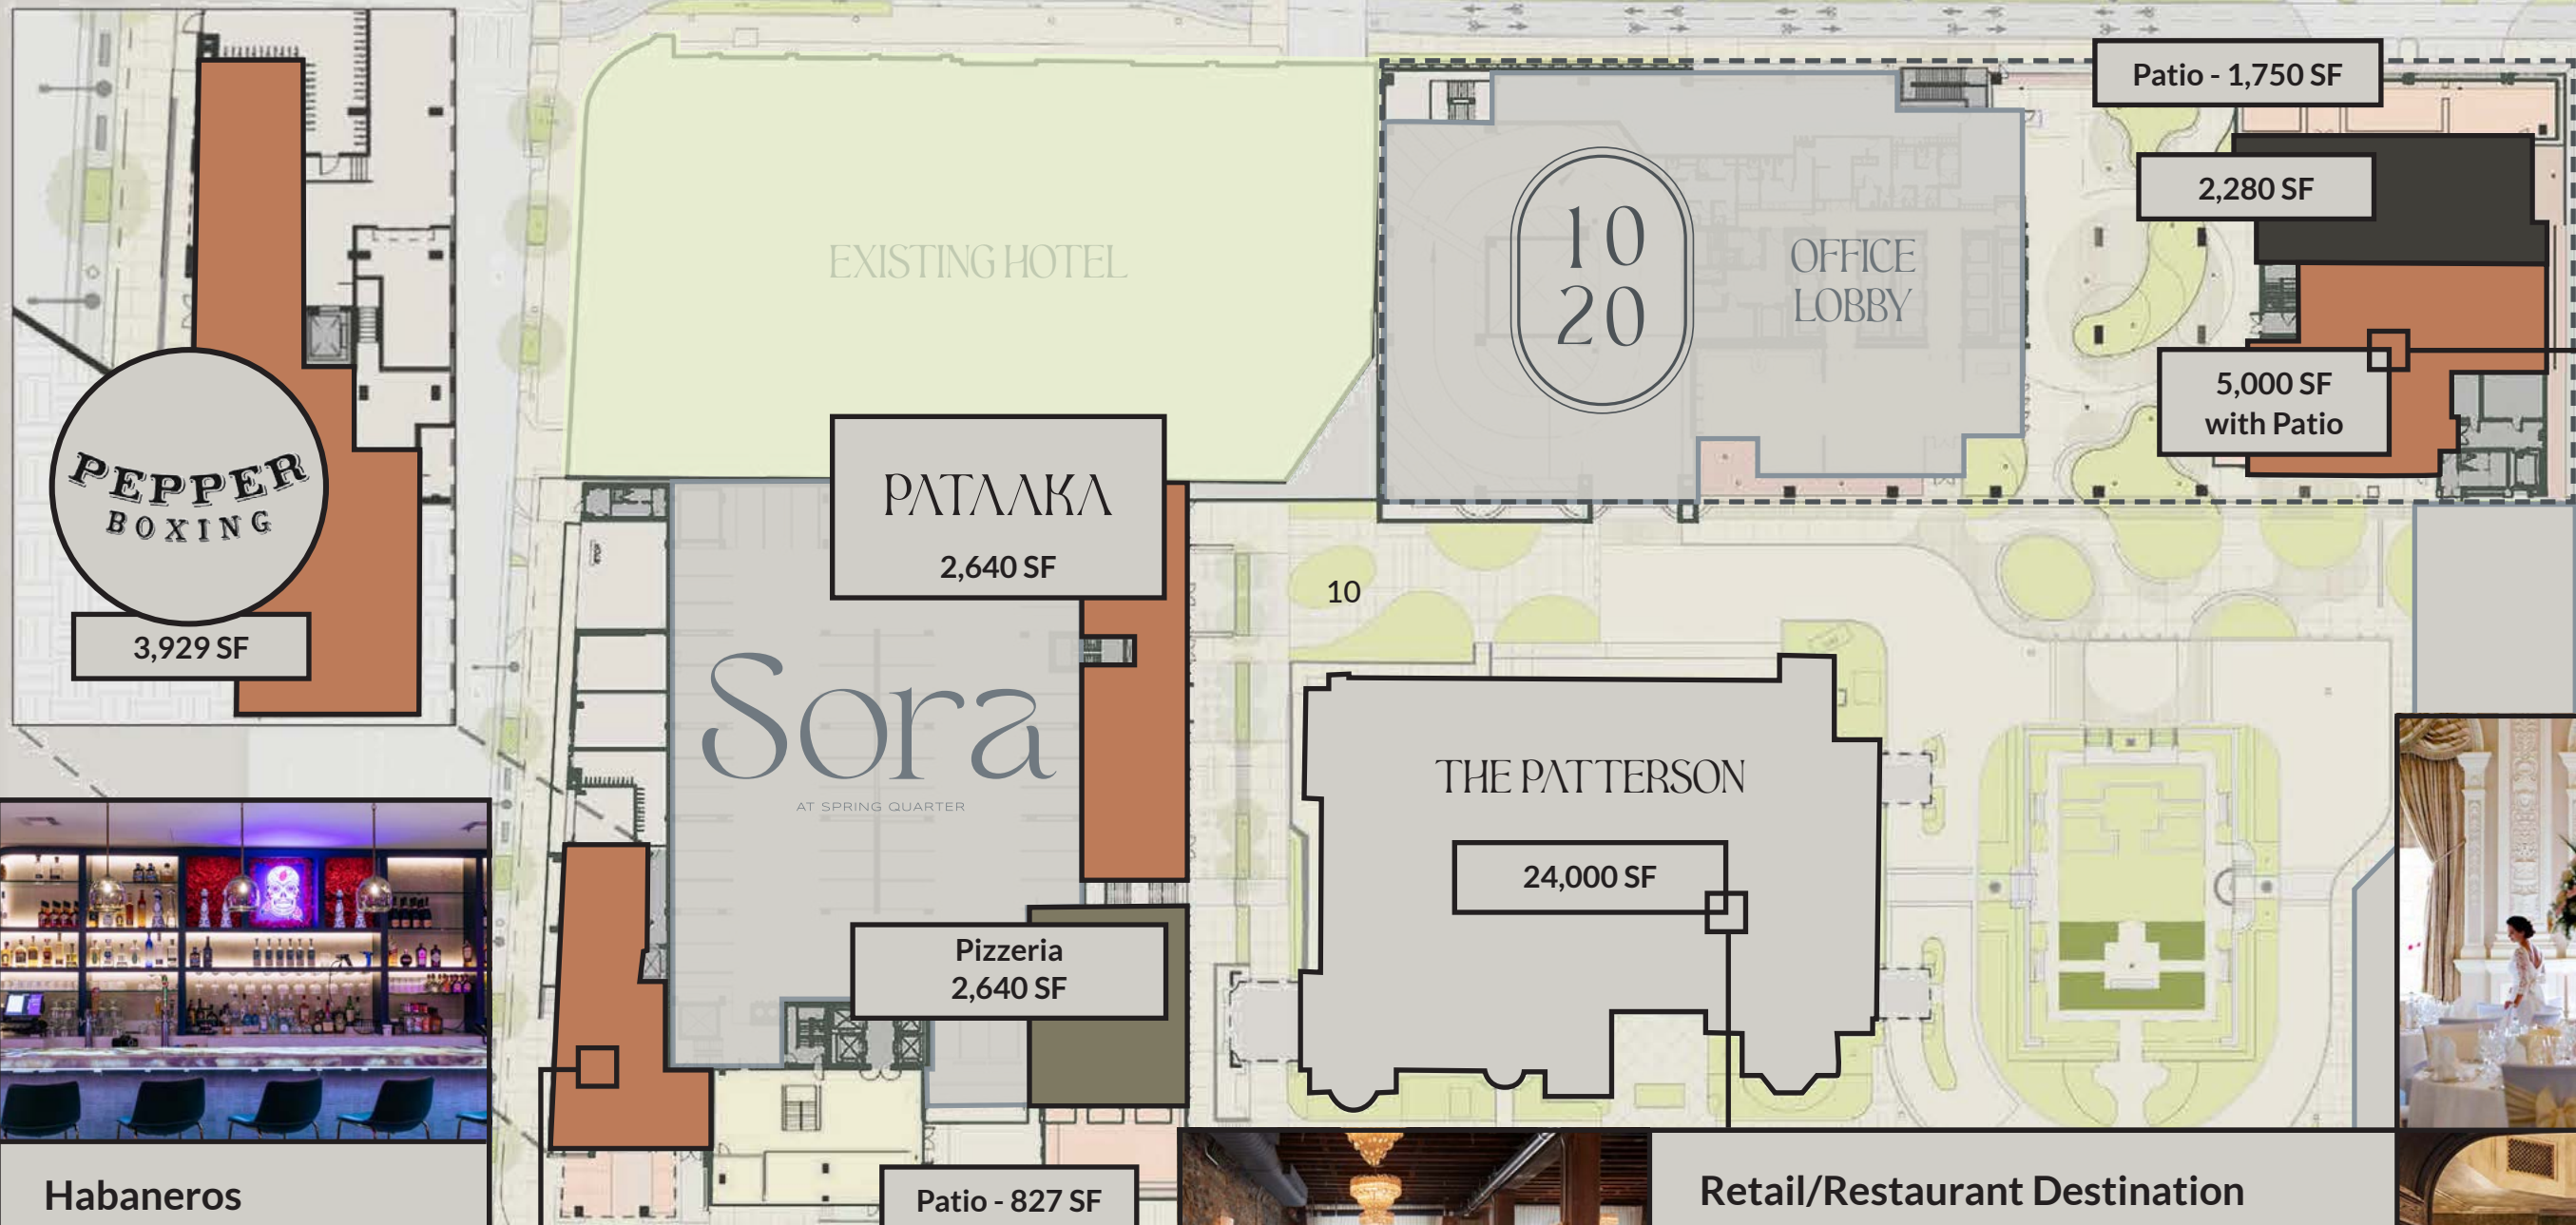 Patio - 1,750 SF
2,280 SF
EXISTING HOTEL
10
20
OFFICE
LOBBY
5,000 SF
with Patio
PEPPER
BOXING
3,929 SF
PATAAKA
2,640 SF
10
Sora
AT SPRING QUARTER
THE PATTERSON
24,000 SF
Pizzeria
2,640 SF
Habaneros
Patio - 827 SF
Retail/Restaurant Destination